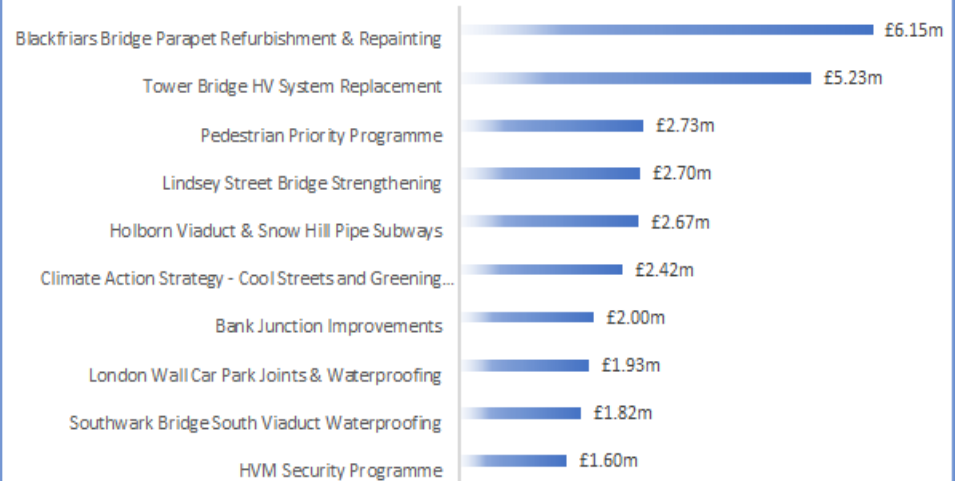 Blackfriars Bridge Parapet Refurbishment & Repainting £6.15m
Tower Bridge HV System Replacement £5.23m
Pedestrian Priority Programme £2.73m
Lindsey Street Bridge Strengthening £2.70m
Holborn Viaduct & Snow Hill Pipe Subways £2.67m
Climate Action Strategy - Cool Streets and Greening... £2.42m
Bank Junction Improvements £2.00m
London Wall Car Park Joints & Waterproofing £1.93m
Southwark Bridge South Viaduct Waterproofing £1.82m
HVM Security Programme £1.60m